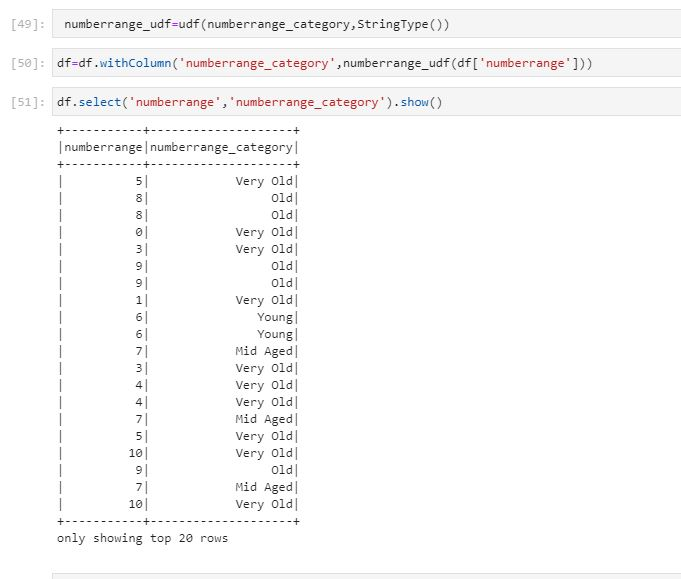 [49]: numberrange_udf=udf(numberrange_category,StringType())
[50]: df=df.withColumn('numberrange_category',numberrange_udf(df['numberrange']))
[51]: df.select('numberrange','numberrange_category').show()
+-----------+--------------------+
|numberrange|numberrange_category|
+-----------+--------------------+
|          5|            Very Old|
|          8|                 Old|
|          8|                 Old|
|          0|            Very Old|
|          3|            Very Old|
|          9|                 Old|
|          9|                 Old|
|          1|            Very Old|
|          6|               Young|
|          6|               Young|
|          7|            Mid Aged|
|          3|            Very Old|
|          4|            Very Old|
|          4|            Very Old|
|          7|            Mid Aged|
|          5|            Very Old|
|         10|            Very Old|
|          9|                 Old|
|          7|            Mid Aged|
|         10|            Very Old|
+-----------+--------------------+
only showing top 20 rows